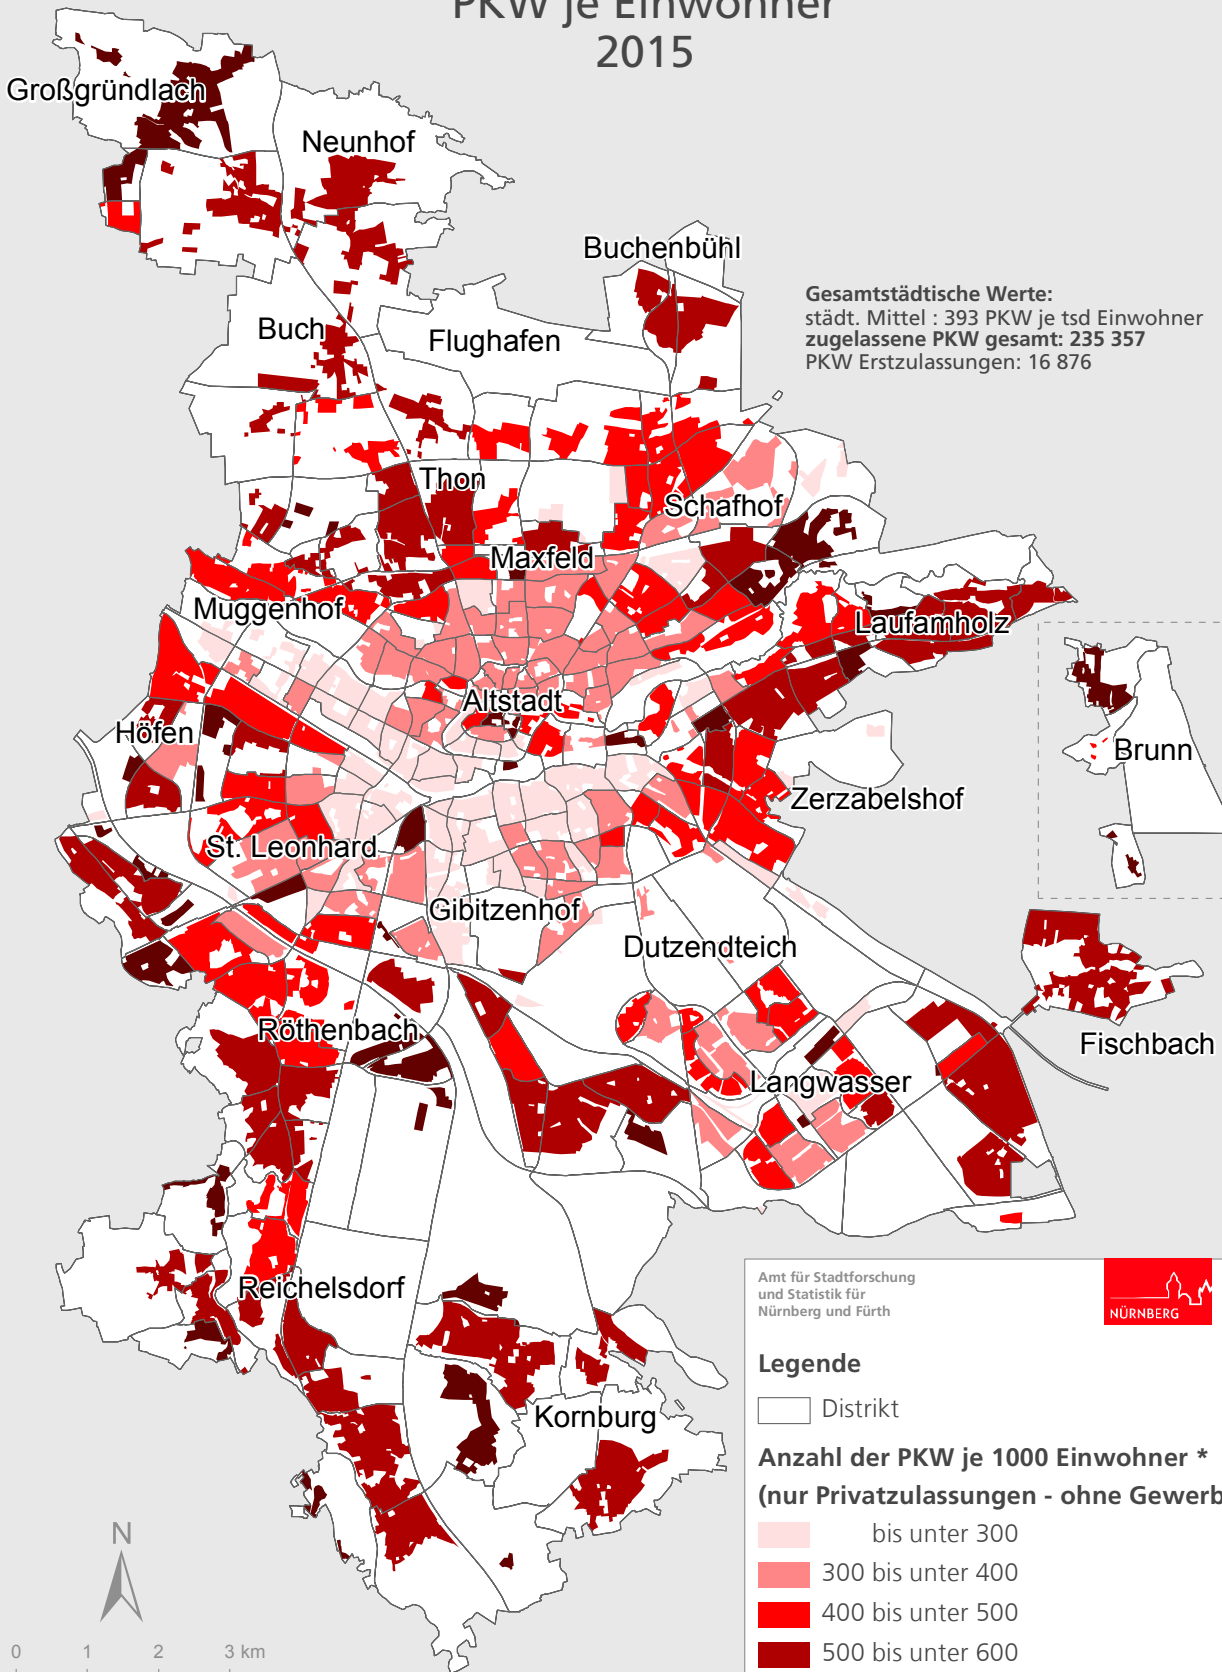 PKW je Einwohner
2015
Großgründlach
Neunhof
Buchenbühl
Gesamtstädtische Werte:
städt. Mittel : 393 PKW je tsd Einwohner
zugelassene PKW gesamt: 235 357
PKW Erstzulassungen: 16 876
Buch
Flughafen
Thon
Schafhof
Maxfeld
Muggenhof
Laufamholz
Altstadt
Höfen
Brunn
Zerzabelshof
St. Leonhard
Gibitzenhof
Dutzendteich
Röthenbach
Fischbach
Langwasser
Reichelsdorf
Kornburg
Amt für Stadtforschung
und Statistik für
Nürnberg und Fürth
NÜRNBERG
Legende
Distrikt
Anzahl der PKW je 1000 Einwohner *
(nur Privatzulassungen - ohne Gewerb
bis unter 300
300 bis unter 400
400 bis unter 500
500 bis unter 600
N
0 1 2 3 km